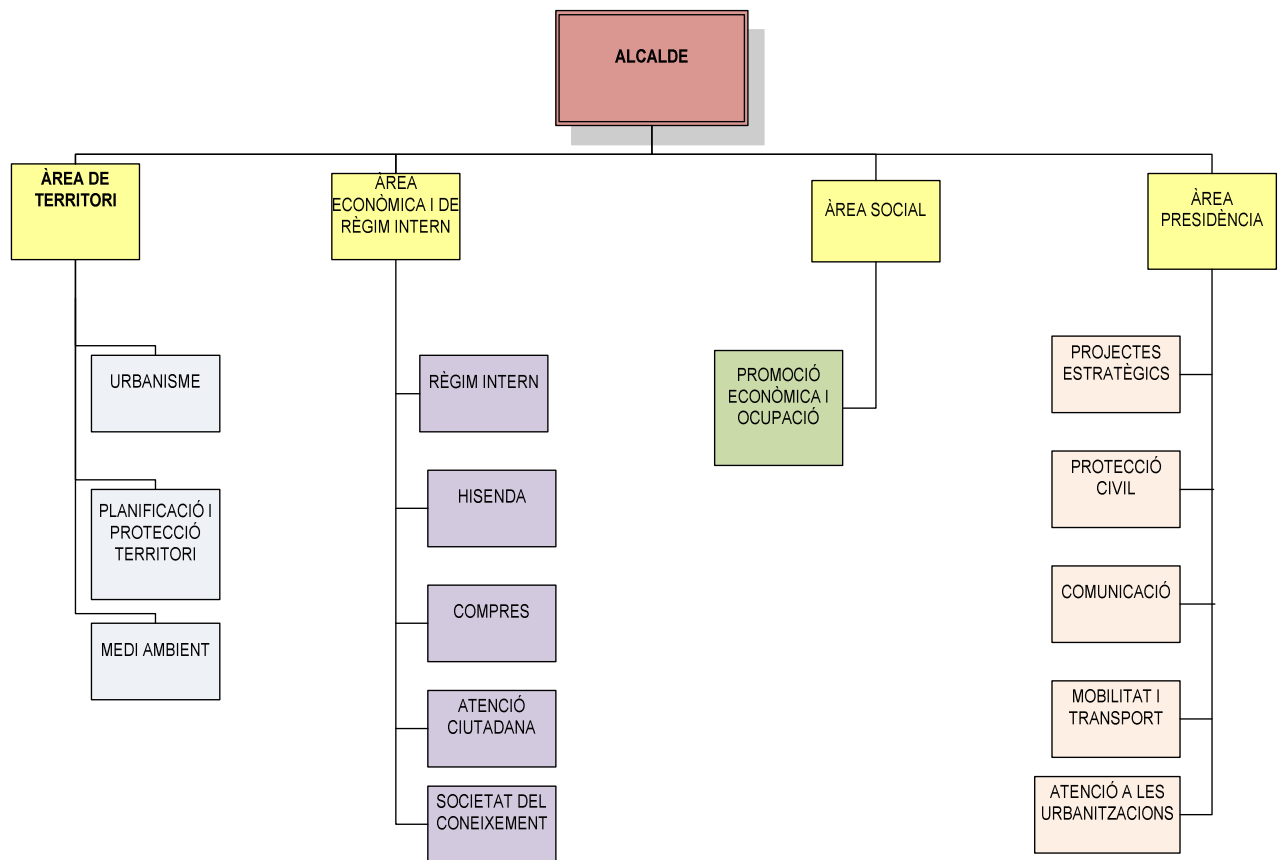 ALCALDE
ÀREA DE
TERRITORI
ÀREA
ECONÒMICA I DE
RÈGIM INTERN
ÀREA SOCIAL
ÀREA
PRESIDÈNCIA
URBANISME
PLANIFICACIÓ I
PROTECCIÓ
TERRITORI
MEDI AMBIENT
RÈGIM INTERN
HISENDA
COMPRES
ATENCIÓ
CIUTADANA
SOCIETAT DEL
CONEIXEMENT
PROMOCIÓ
ECONÒMICA I
OCUPACIÓ
PROJECTES
ESTRATÈGICS
PROTECCIÓ
CIVIL
COMUNICACIÓ
MOBILITAT I
TRANSPORT
ATENCIÓ A LES
URBANITZACIONS